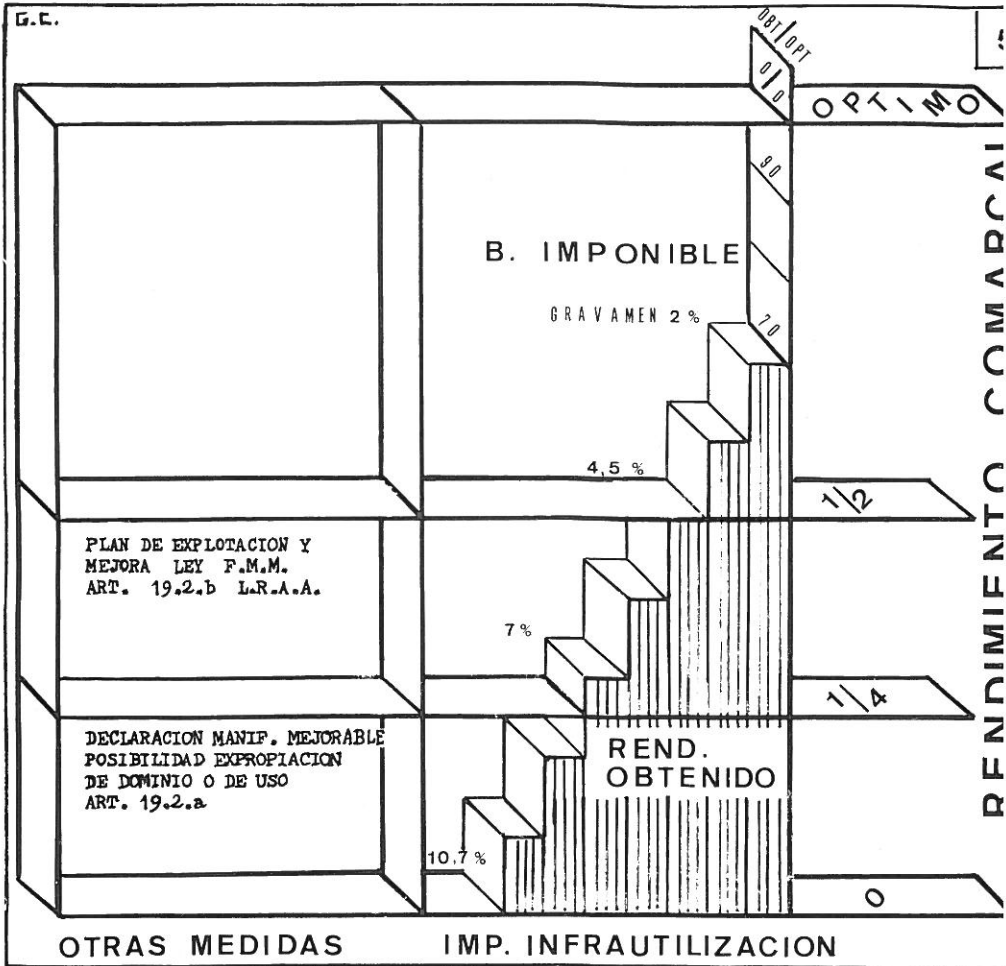 G.C.
OBT/OPT
0/0
OPTIMO
90
B. IMPONIBLE
GRAVAMEN 2 %
70
4,5 %
1/2
PLAN DE EXPLOTACION Y
MEJORA LEY F.M.M.
ART. 19.2.b L.R.A.A.
7 %
1/4
DECLARACION MANIF. MEJORABLE
POSIBILIDAD EXPROPIACION
DE DOMINIO O DE USO
ART. 19.2.a
REND.
OBTENIDO
10,7 %
0
RENDIMIENTO COMARCAL
OTRAS MEDIDAS
IMP. INFRAUTILIZACION